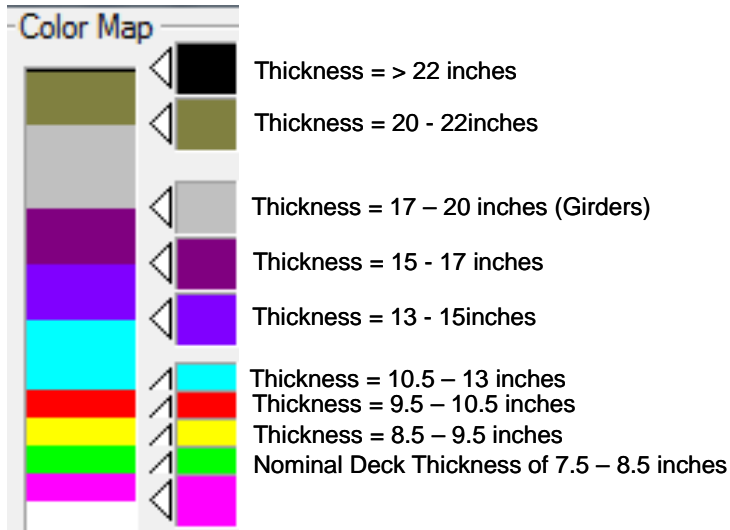 Color Map
Thickness = > 22 inches
Thickness = 20 - 22inches
Thickness = 17 – 20 inches (Girders)
Thickness = 15 - 17 inches
Thickness = 13 - 15inches
Thickness = 10.5 – 13 inches
Thickness = 9.5 – 10.5 inches
Thickness = 8.5 – 9.5 inches
Nominal Deck Thickness of 7.5 – 8.5 inches